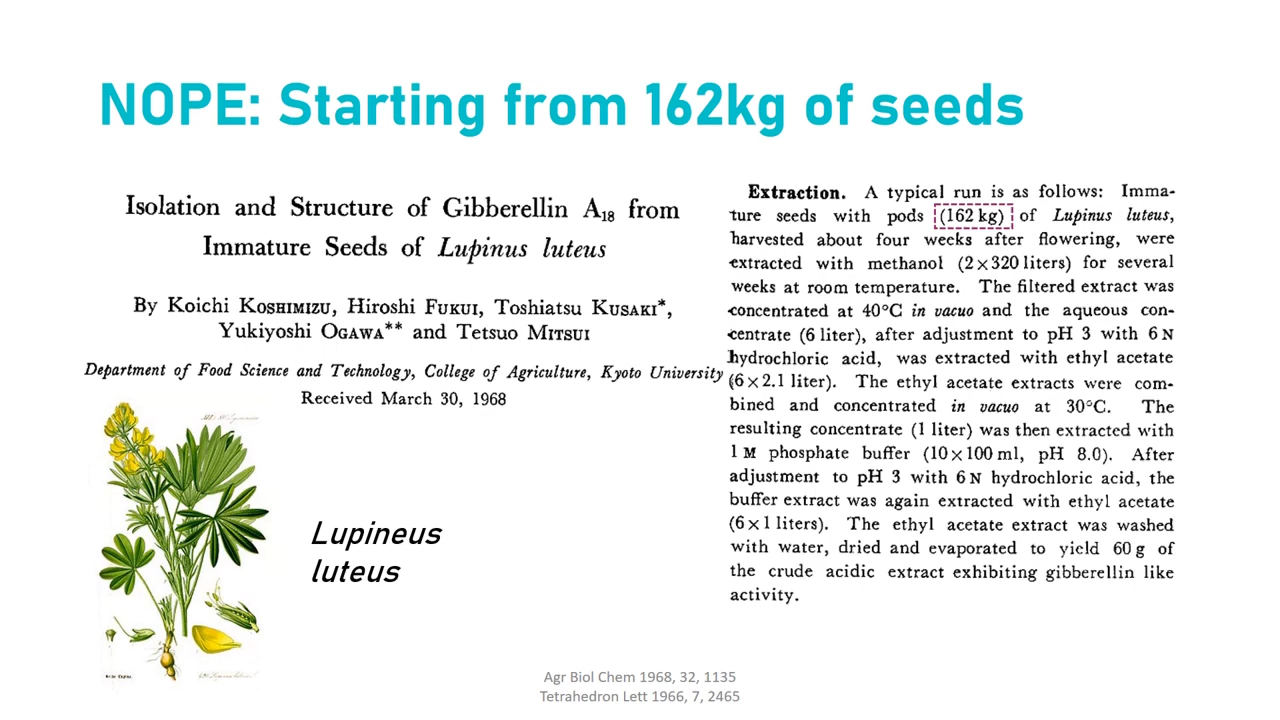 NOPE: Starting from 162kg of seeds
Isolation and Structure of Gibberellin A18 from
Immature Seeds of Lupinus luteus
By Koichi KOSHIMIZU, Hiroshi FUKUI, Toshiatsu KUSAKI*,
Yukiyoshi OGAWA** and Tetsuo MITSUI
Department of Food Science and Technology, College of Agriculture, Kyoto University
Received March 30, 1968
Lupineus
luteus
Extraction. A typical run is as follows: Imma-
ture seeds with pods (162 kg) of Lupinus luteus,
harvested about four weeks after flowering, were
extracted with methanol (2×320 liters) for several
weeks at room temperature. The filtered extract was
concentrated at 40°C in vacuo and the aqueous con-
centrate (6 liter), after adjustment to pH 3 with 6 N
hydrochloric acid, was extracted with ethyl acetate
(6×2.1 liter). The ethyl acetate extracts were com-
bined and concentrated in vacuo at 30°C. The
resulting concentrate (1 liter) was then extracted with
1 M phosphate buffer (10×100 ml, pH 8.0). After
adjustment to pH 3 with 6 N hydrochloric acid, the
buffer extract was again extracted with ethyl acetate
(6×1 liters). The ethyl acetate extract was washed
with water, dried and evaporated to yield 60 g of
the crude acidic extract exhibiting gibberellin like
activity.
Agr Biol Chem 1968, 32, 1135
Tetrahedron Lett 1966, 7, 2465